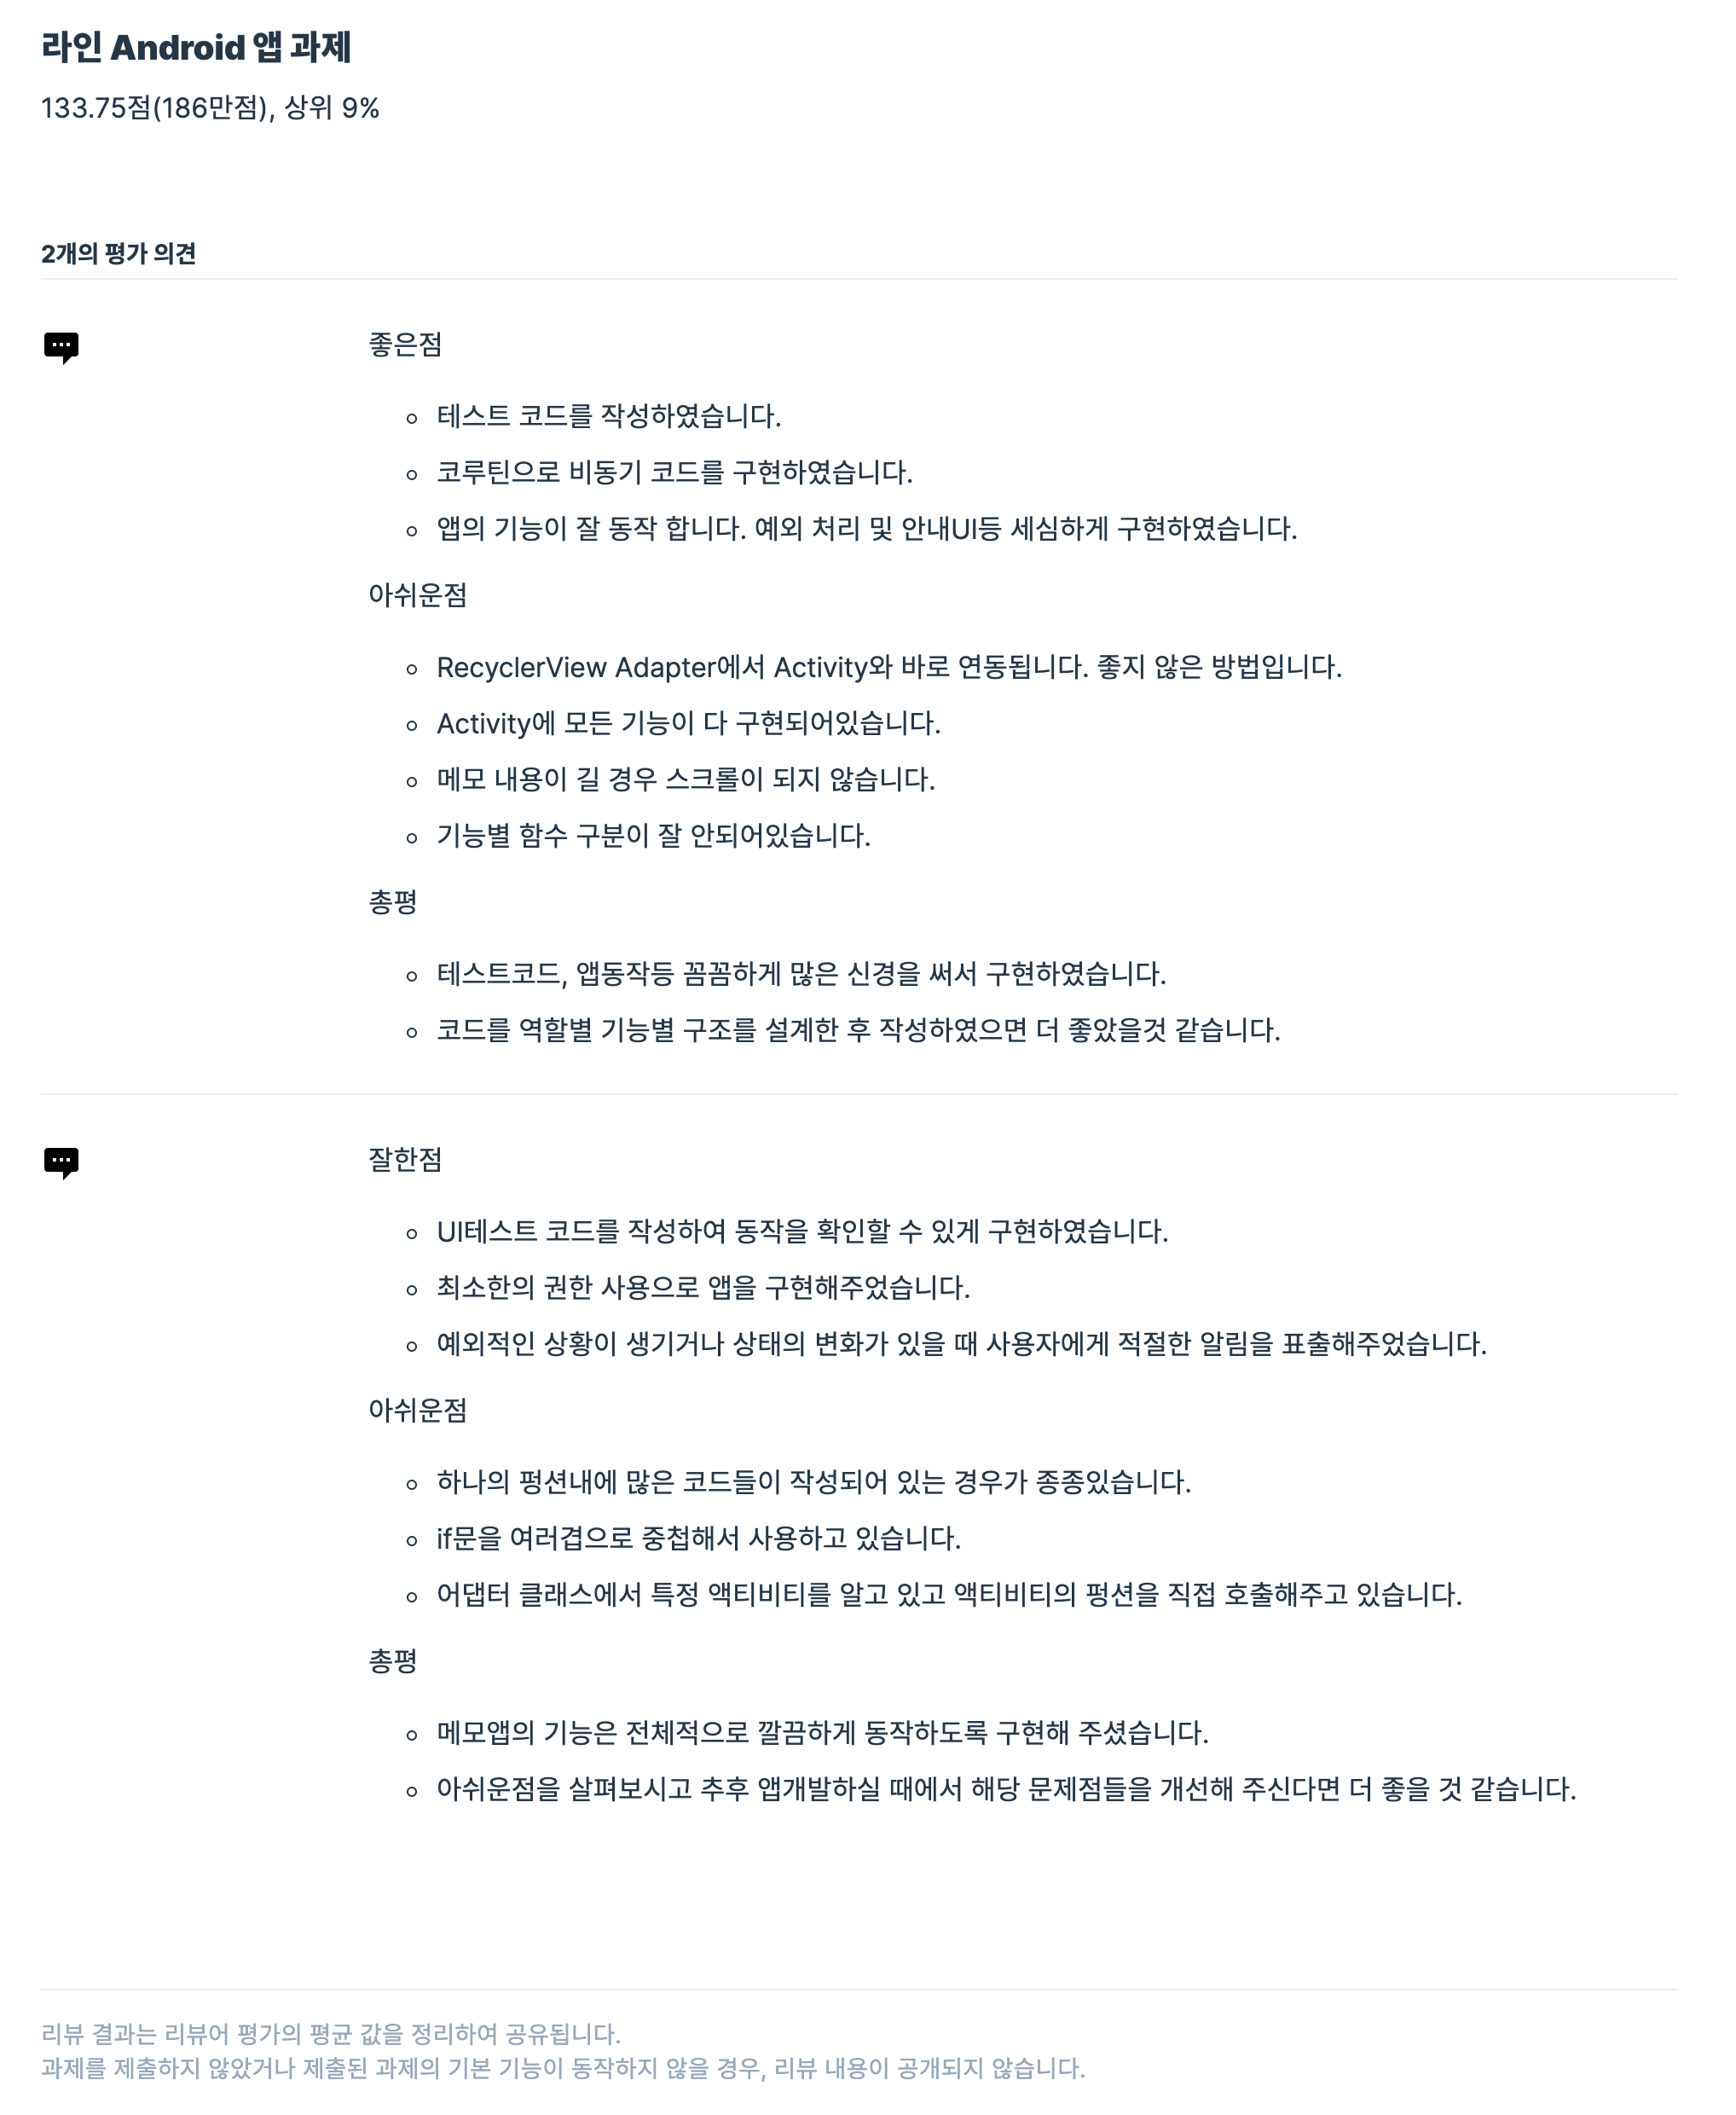 라인 Android 앱 과제
133.75점(186만점), 상위 9%
2개의 평가 의견
좋은점
테스트 코드를 작성하였습니다.
코루틴으로 비동기 코드를 구현하였습니다.
앱의 기능이 잘 동작 합니다. 예외 처리 및 안내UI등 세심하게 구현하였습니다.
아쉬운점
RecyclerView Adapter에서 Activity와 바로 연동됩니다. 좋지 않은 방법입니다.
Activity에 모든 기능이 다 구현되어있습니다.
메모 내용이 길 경우 스크롤이 되지 않습니다.
기능별 함수 구분이 잘 안되어있습니다.
총평
테스트코드, 앱동작등 꼼꼼하게 많은 신경을 써서 구현하였습니다.
코드를 역할별 기능별 구조를 설계한 후 작성하였으면 더 좋았을것 같습니다.
잘한점
UI테스트 코드를 작성하여 동작을 확인할 수 있게 구현하였습니다.
최소한의 권한 사용으로 앱을 구현해주었습니다.
예외적인 상황이 생기거나 상태의 변화가 있을 때 사용자에게 적절한 알림을 표출해주었습니다.
아쉬운점
하나의 펑션내에 많은 코드들이 작성되어 있는 경우가 종종있습니다.
if문을 여러겹으로 중첩해서 사용하고 있습니다.
어댑터 클래스에서 특정 액티비티를 알고 있고 액티비티의 펑션을 직접 호출해주고 있습니다.
총평
메모앱의 기능은 전체적으로 깔끔하게 동작하도록 구현해 주셨습니다.
아쉬운점을 살펴보시고 추후 앱개발하실 때에서 해당 문제점들을 개선해 주신다면 더 좋을 것 같습니다.
리뷰 결과는 리뷰어 평가의 평균 값을 정리하여 공유됩니다.
과제를 제출하지 않았거나 제출된 과제의 기본 기능이 동작하지 않을 경우, 리뷰 내용이 공개되지 않습니다.